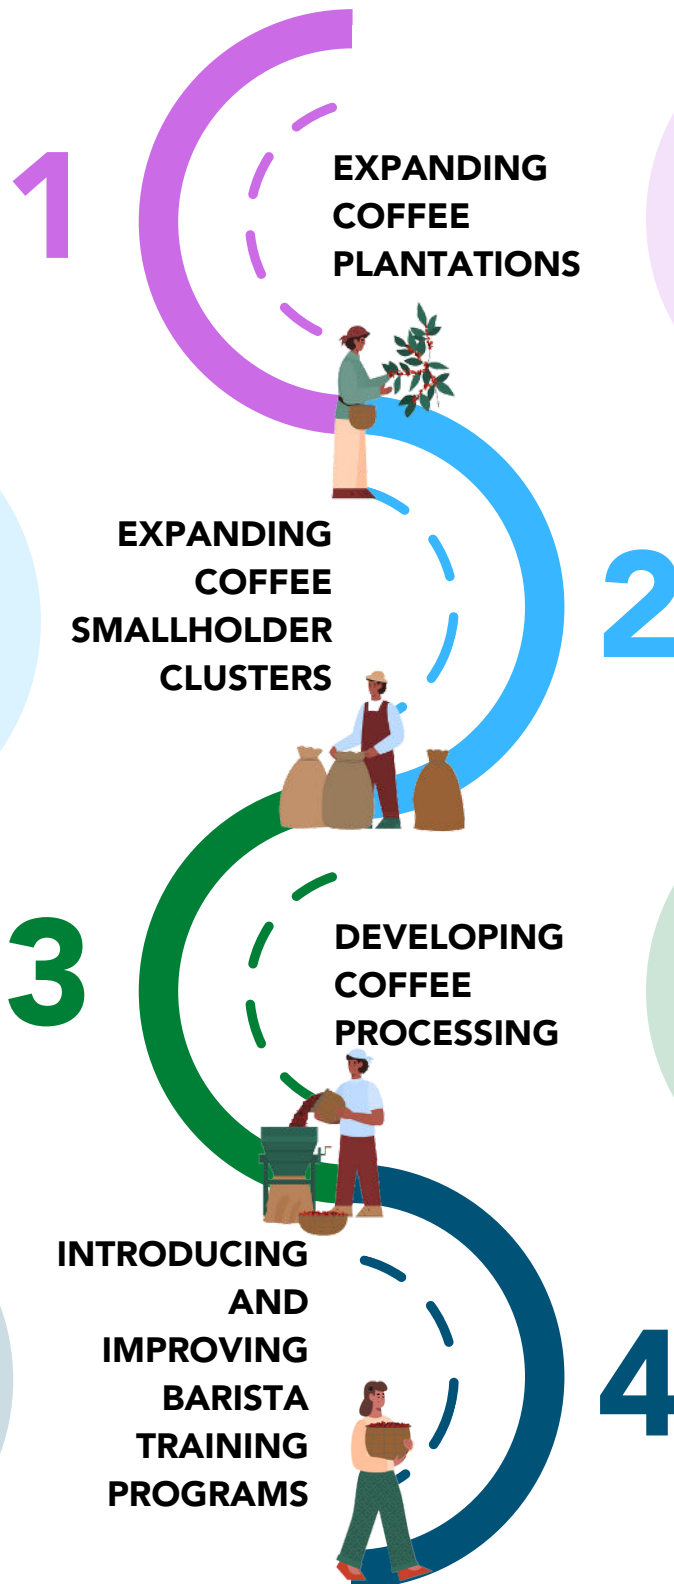 1
EXPANDING
COFFEE
PLANTATIONS
EXPANDING
COFFEE
SMALLHOLDER
CLUSTERS
2
3
DEVELOPING
COFFEE
PROCESSING
INTRODUCING
AND
IMPROVING
BARISTA
TRAINING
PROGRAMS
4